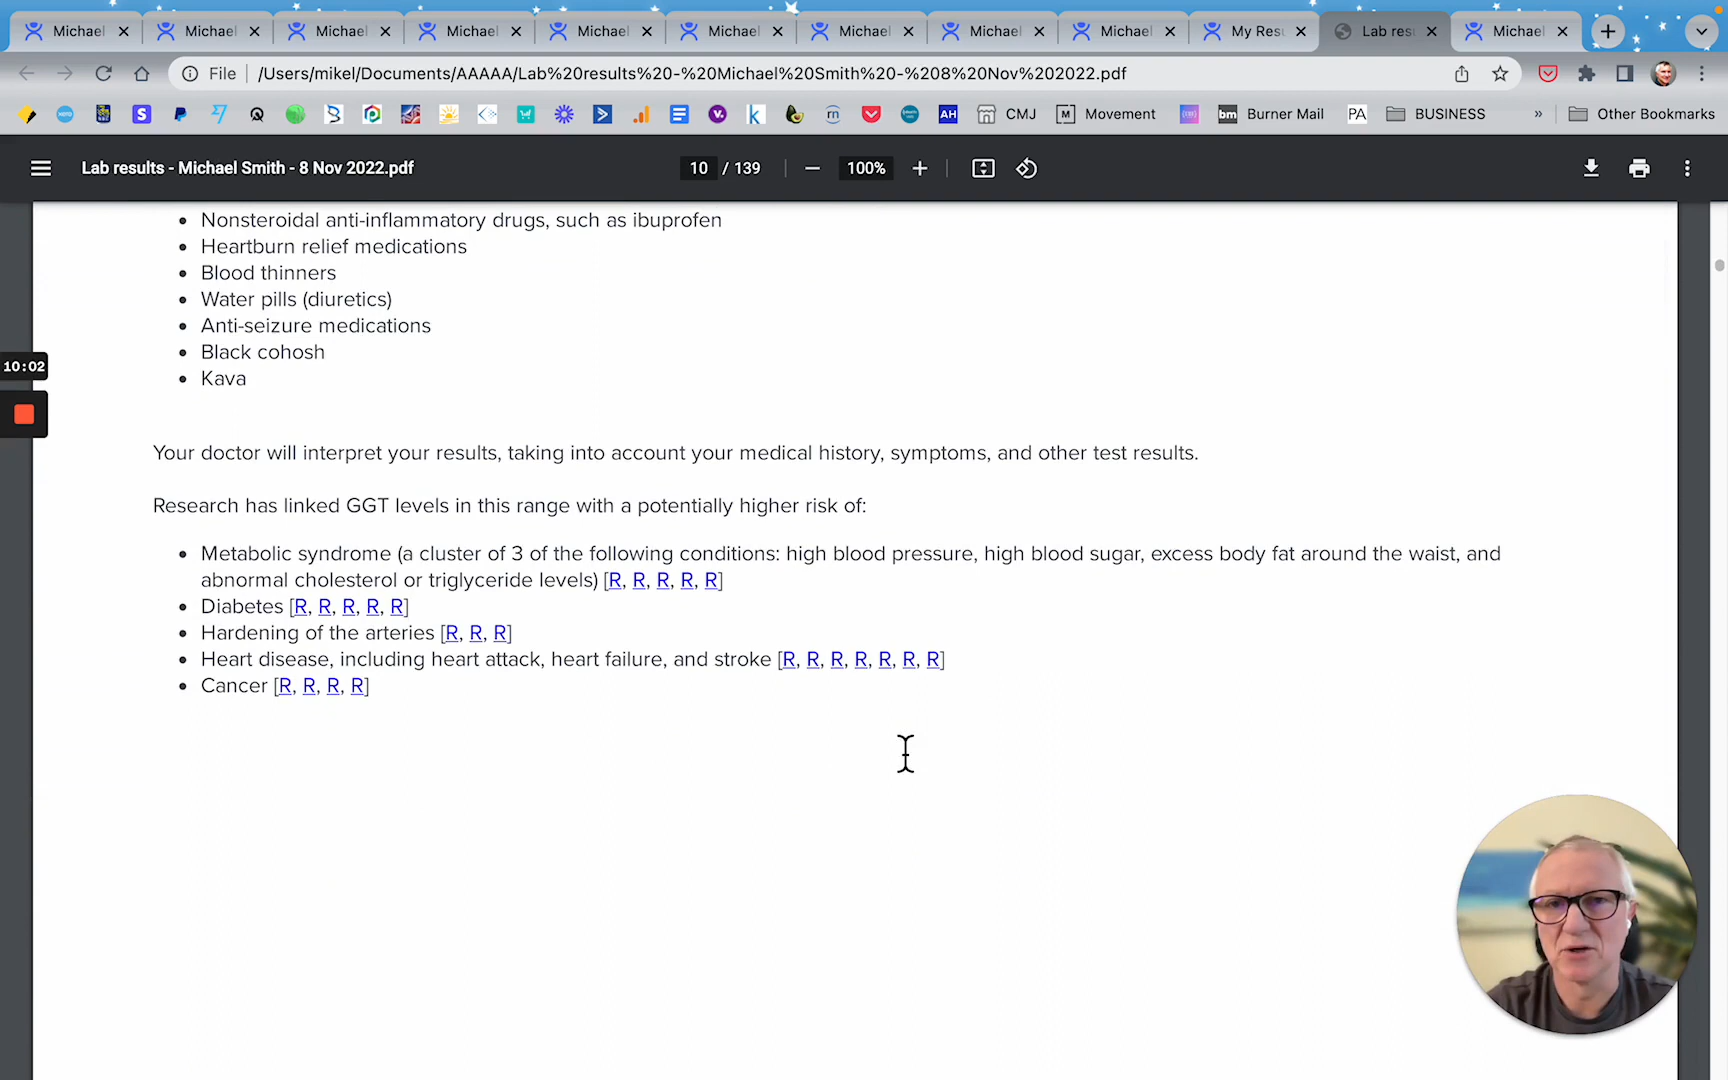 Michael
Michael
Michael
Michael
Michael
Michael
Michael
Michael
Michael
My Resu
Lab resu
Michael
File
/Users/mikel/Documents/AAAAA/Lab%20results%20-%20Michael%20Smith%20-%208%20Nov%202022.pdf
CMJ
M Movement
bm Burner Mail
PA
BUSINESS
»
Other Bookmarks
Lab results - Michael Smith - 8 Nov 2022.pdf
10 / 139
100%
• Nonsteroidal anti-inflammatory drugs, such as ibuprofen
• Heartburn relief medications
• Blood thinners
• Water pills (diuretics)
• Anti-seizure medications
• Black cohosh
• Kava
10:02
Your doctor will interpret your results, taking into account your medical history, symptoms, and other test results.
Research has linked GGT levels in this range with a potentially higher risk of:
• Metabolic syndrome (a cluster of 3 of the following conditions: high blood pressure, high blood sugar, excess body fat around the waist, and
abnormal cholesterol or triglyceride levels) [R, R, R, R, R]
• Diabetes [R, R, R, R, R]
• Hardening of the arteries [R, R, R]
• Heart disease, including heart attack, heart failure, and stroke [R, R, R, R, R, R, R]
• Cancer [R, R, R, R]